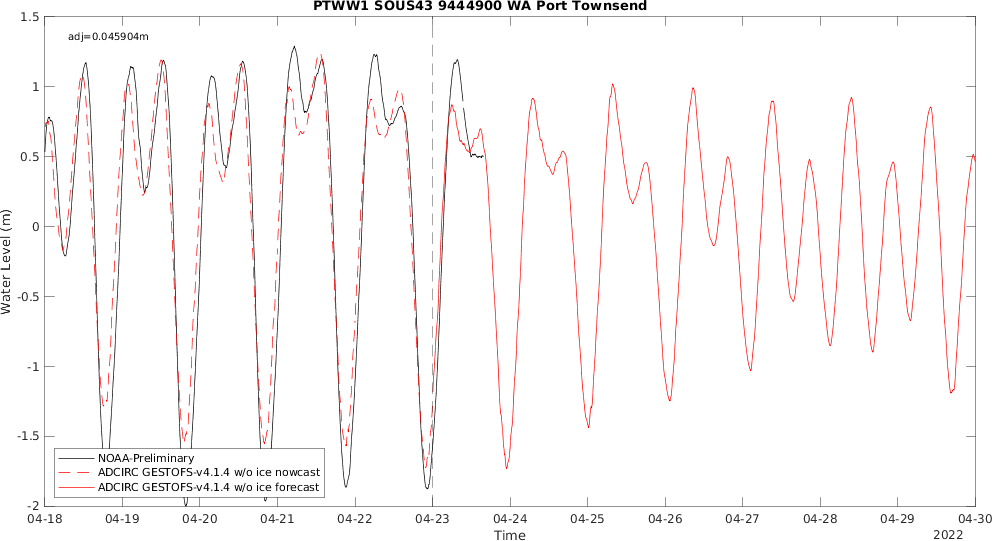 PTWW1 SOUS43 9444900 WA Port Townsend
adj=0.045904m
1.5
1
0.5
0
-0.5
-1
-1.5
-2
Water Level (m)
NOAA-Preliminary
ADCIRC GESTOFS-v4.1.4 w/o ice nowcast
ADCIRC GESTOFS-v4.1.4 w/o ice forecast
04-18 04-19 04-20 04-21 04-22 04-23 04-24 04-25 04-26 04-27 04-28 04-29 04-30
Time
2022